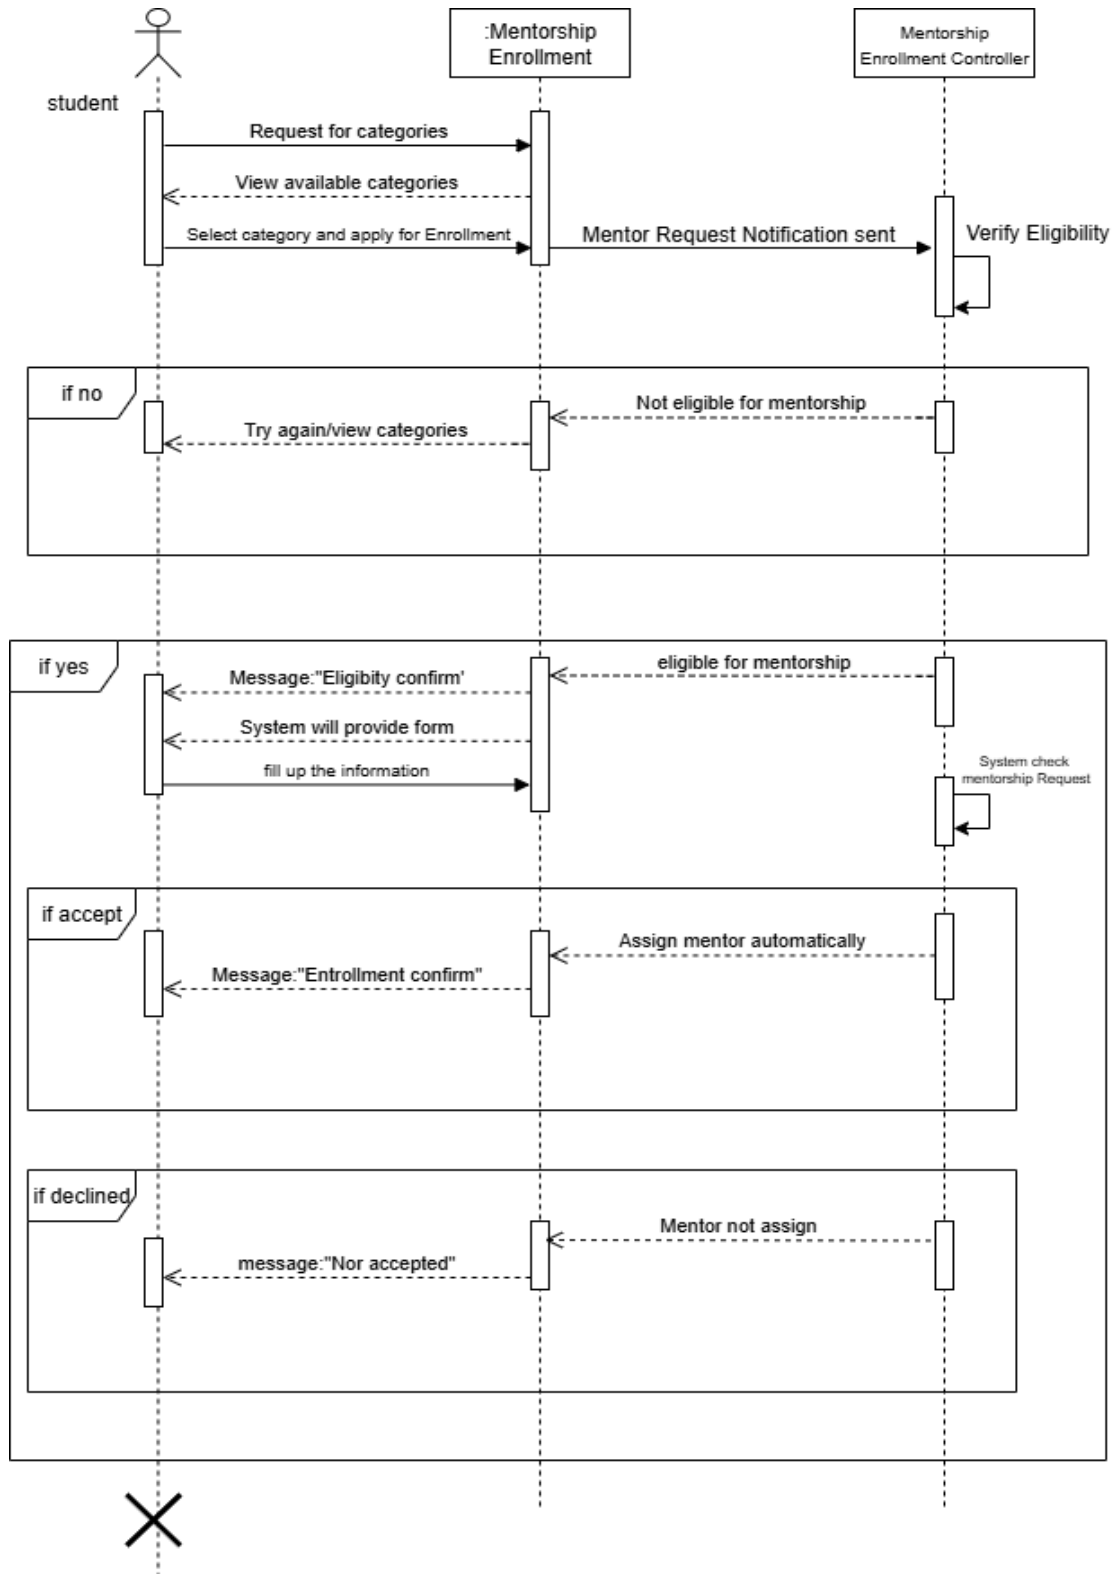 :Mentorship
Enrollment
Mentorship
Enrollment Controller
student
Request for categories
View available categories
Select category and apply for Enrollment
Mentor Request Notification sent
Verify Eligibility
if no
Not eligible for mentorship
Try again/view categories
if yes
eligible for mentorship
Message:"Eligibity confirm'
System will provide form
fill up the information
System check
mentorship Request
if accept
Assign mentor automatically
Message:"Entrollment confirm"
if declined
Mentor not assign
message:"Nor accepted"